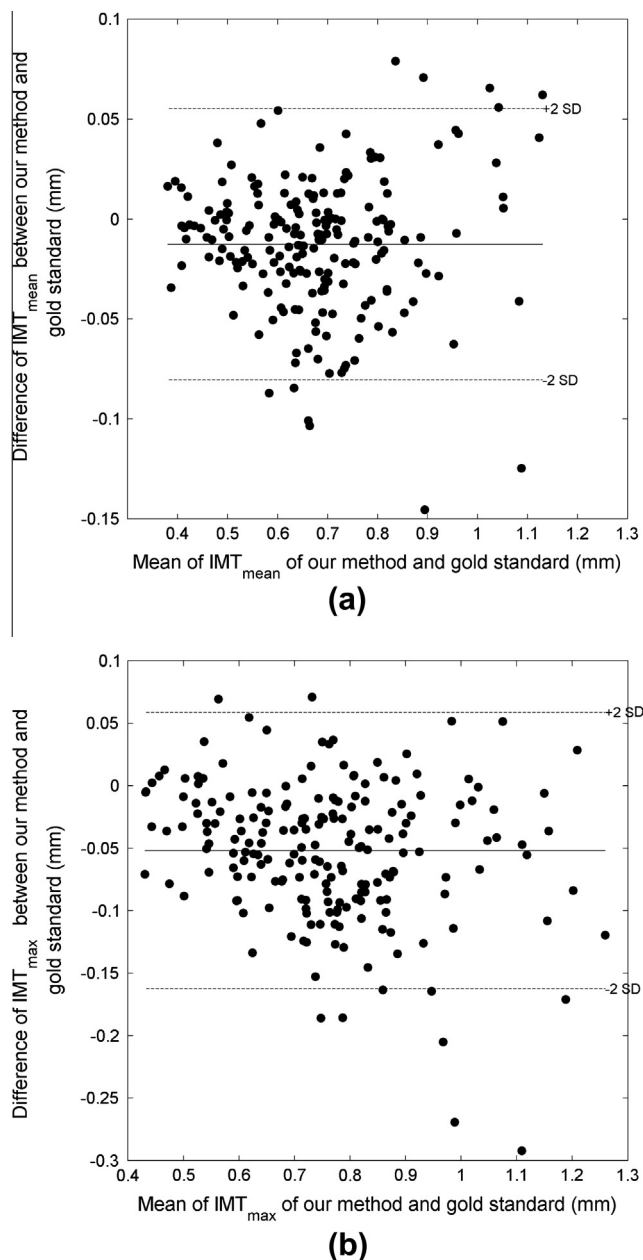 Difference of IMTmean between our method and
gold standard (mm)
0.1
0.05
0
-0.05
-0.1
-0.15
+2 SD
-2 SD
0.4 0.5 0.6 0.7 0.8 0.9 1 1.1 1.2 1.3
Mean of IMTmean of our method and gold standard (mm)
(a)
Difference of IMTmax between our method and
gold standard (mm)
0.1
0.05
0
-0.05
-0.1
-0.15
-0.2
-0.25
-0.3
+2 SD
-2 SD
0.4 0.5 0.6 0.7 0.8 0.9 1 1.1 1.2 1.3
Mean of IMTmax of our method and gold standard (mm)
(b)